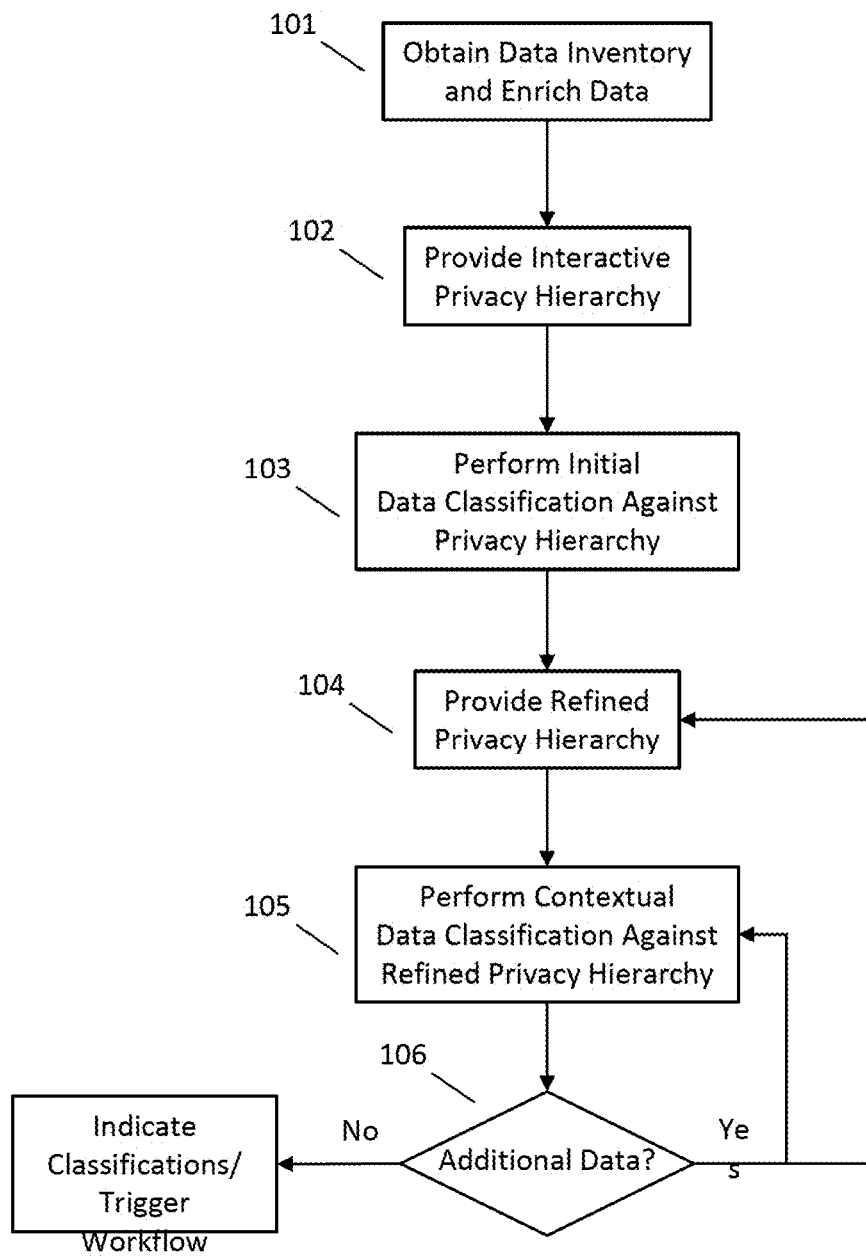 101
Obtain Data Inventory
and Enrich Data
102
Provide Interactive
Privacy Hierarchy
103
Perform Initial
Data Classification Against
Privacy Hierarchy
104
Provide Refined
Privacy Hierarchy
105
Perform Contextual
Data Classification Against
Refined Privacy Hierarchy
106
Additional Data?
No
Ye
s
Indicate
Classifications/
Trigger
Workflow